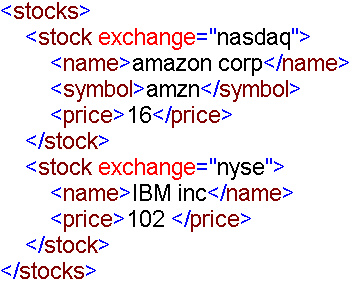 <stocks>
<stock exchange="nasdaq">
<name>amazon corp</name>
<symbol>amzn</symbol>
<price>16</price>
</stock>
<stock exchange="nyse">
<name>IBM inc</name>
<price>102 </price>
</stock>
</stocks>